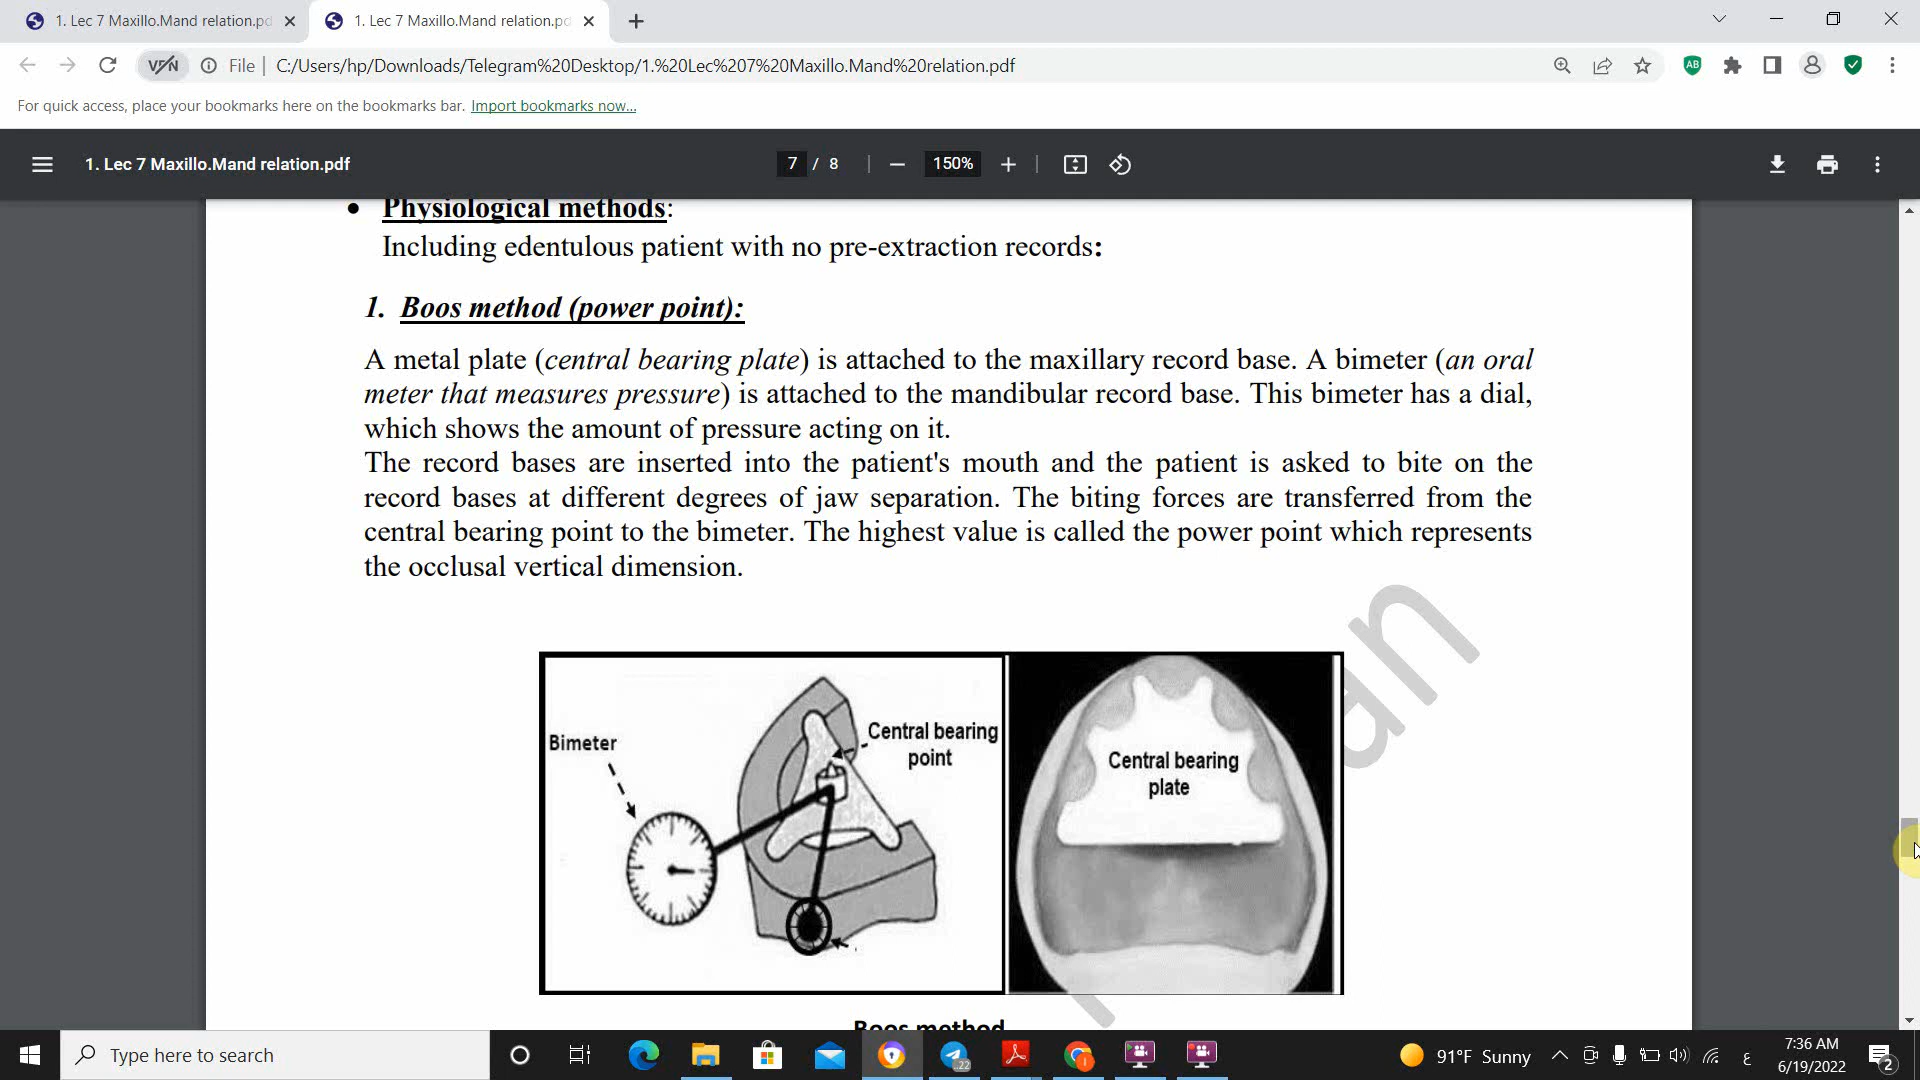 1. Lec 7 Maxillo.Mand relation.pd
1. Lec 7 Maxillo.Mand relation.pd
VPN
File
C:/Users/hp/Downloads/Telegram%20Desktop/1.%20Lec%207%20Maxillo.Mand%20relation.pdf
AB
For quick access, place your bookmarks here on the bookmarks bar. Import bookmarks now...
1. Lec 7 Maxillo.Mand relation.pdf
7 / 8
150%
• Physiological methods:
Including edentulous patient with no pre-extraction records:
1. Boos method (power point):
A metal plate (central bearing plate) is attached to the maxillary record base. A bimeter (an oral
meter that measures pressure) is attached to the mandibular record base. This bimeter has a dial,
which shows the amount of pressure acting on it.
The record bases are inserted into the patient's mouth and the patient is asked to bite on the
record bases at different degrees of jaw separation. The biting forces are transferred from the
central bearing point to the bimeter. The highest value is called the power point which represents
the occlusal vertical dimension.
Bimeter
Central bearing
point
Central bearing
plate
an
Boos method
Type here to search
22
91°F Sunny
ع
7:36 AM
6/19/2022
2